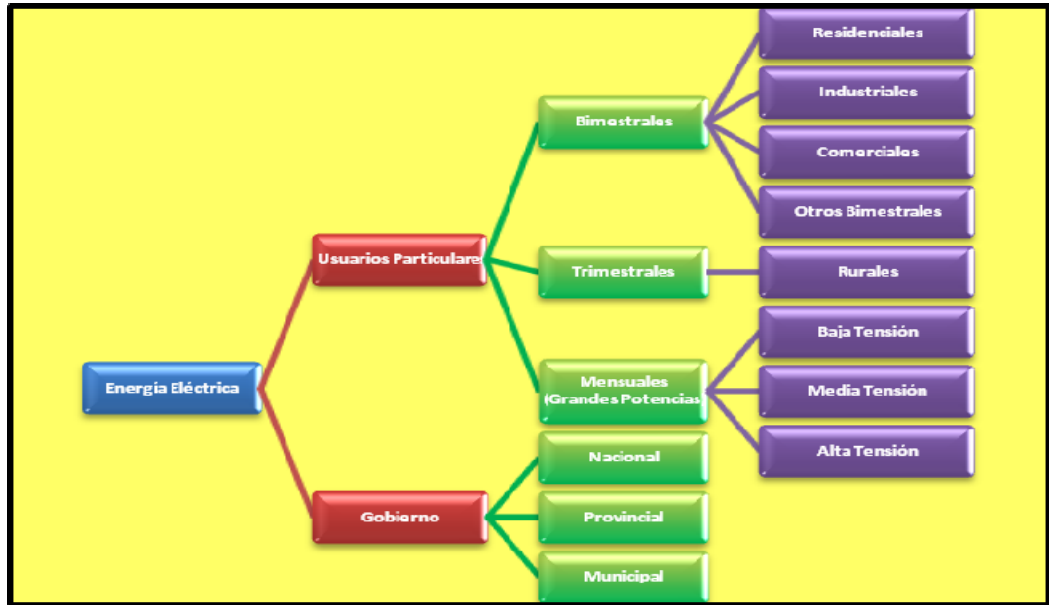 Residenciales
Industriales
Bimestrales
Comerciales
Otros Bimestrales
Usuarios Particulare
Trimestrales
Rurales
Baja Tensión
Energía Eléctrica
Mensuales
(Grandes Potencias
Media Tensión
Alta Tensión
Nacional
Gobierno
Provincial
Municipal